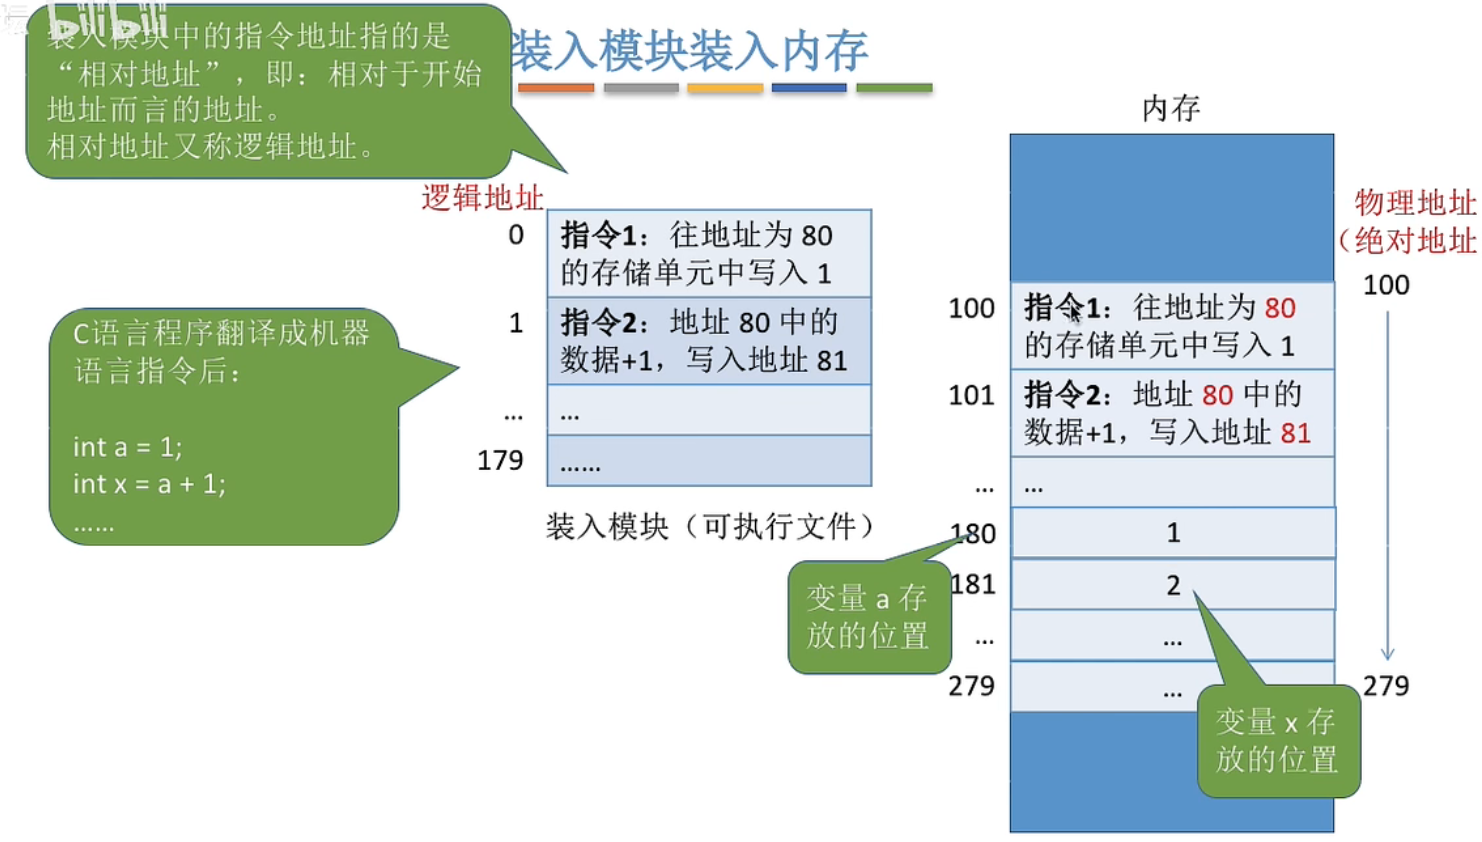 bilibili
装入模块装入内存
装入模块中的指令地址指的是
“相对地址”，即：相对于开始
地址而言的地址。
相对地址又称逻辑地址。
逻辑地址
0
指令1：往地址为 80
的存储单元中写入 1
1
指令2：地址 80 中的
数据+1，写入地址 81
...
...
179
......
装入模块（可执行文件）
C语言程序翻译成机器
语言指令后：
int a = 1;
int x = a + 1;
......
内存
物理地址
（绝对地址
100
279
100
指令1：往地址为 80
的存储单元中写入 1
101
指令2：地址 80 中的
数据+1，写入地址 81
...
...
180
1
181
2
...
...
279
...
变量 a 存
放的位置
变量 x 存
放的位置